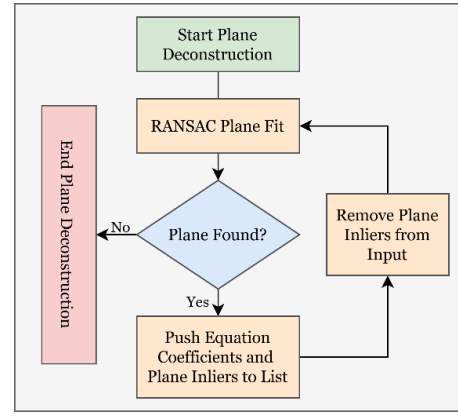 Start Plane
Deconstruction
RANSAC Plane Fit
End Plane Deconstruction
No
Plane Found?
Remove Plane
Inliers from
Input
Yes
Push Equation
Coefficients and
Plane Inliers to List